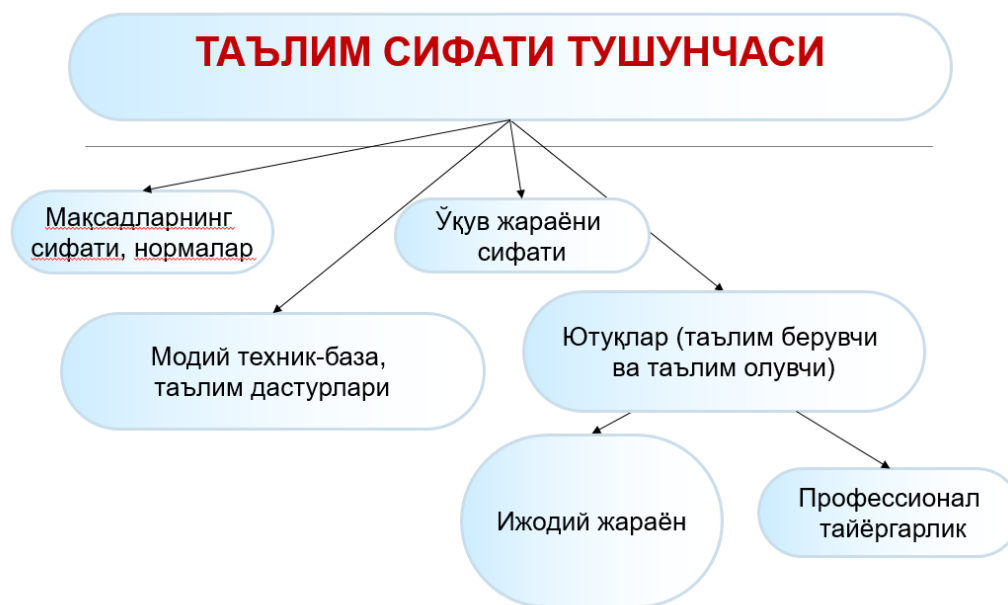 ТАЪЛИМ СИФАТИ ТУШУНЧАСИ
Мақсадларнинг
сифати, нормалар
Ўқув жараёни
сифати
Модий техник-база,
таълим дастурлари
Ютуқлар (таълим берувчи
ва таълим олувчи)
Ижодий жараён
Профессионал
тайёргарлик